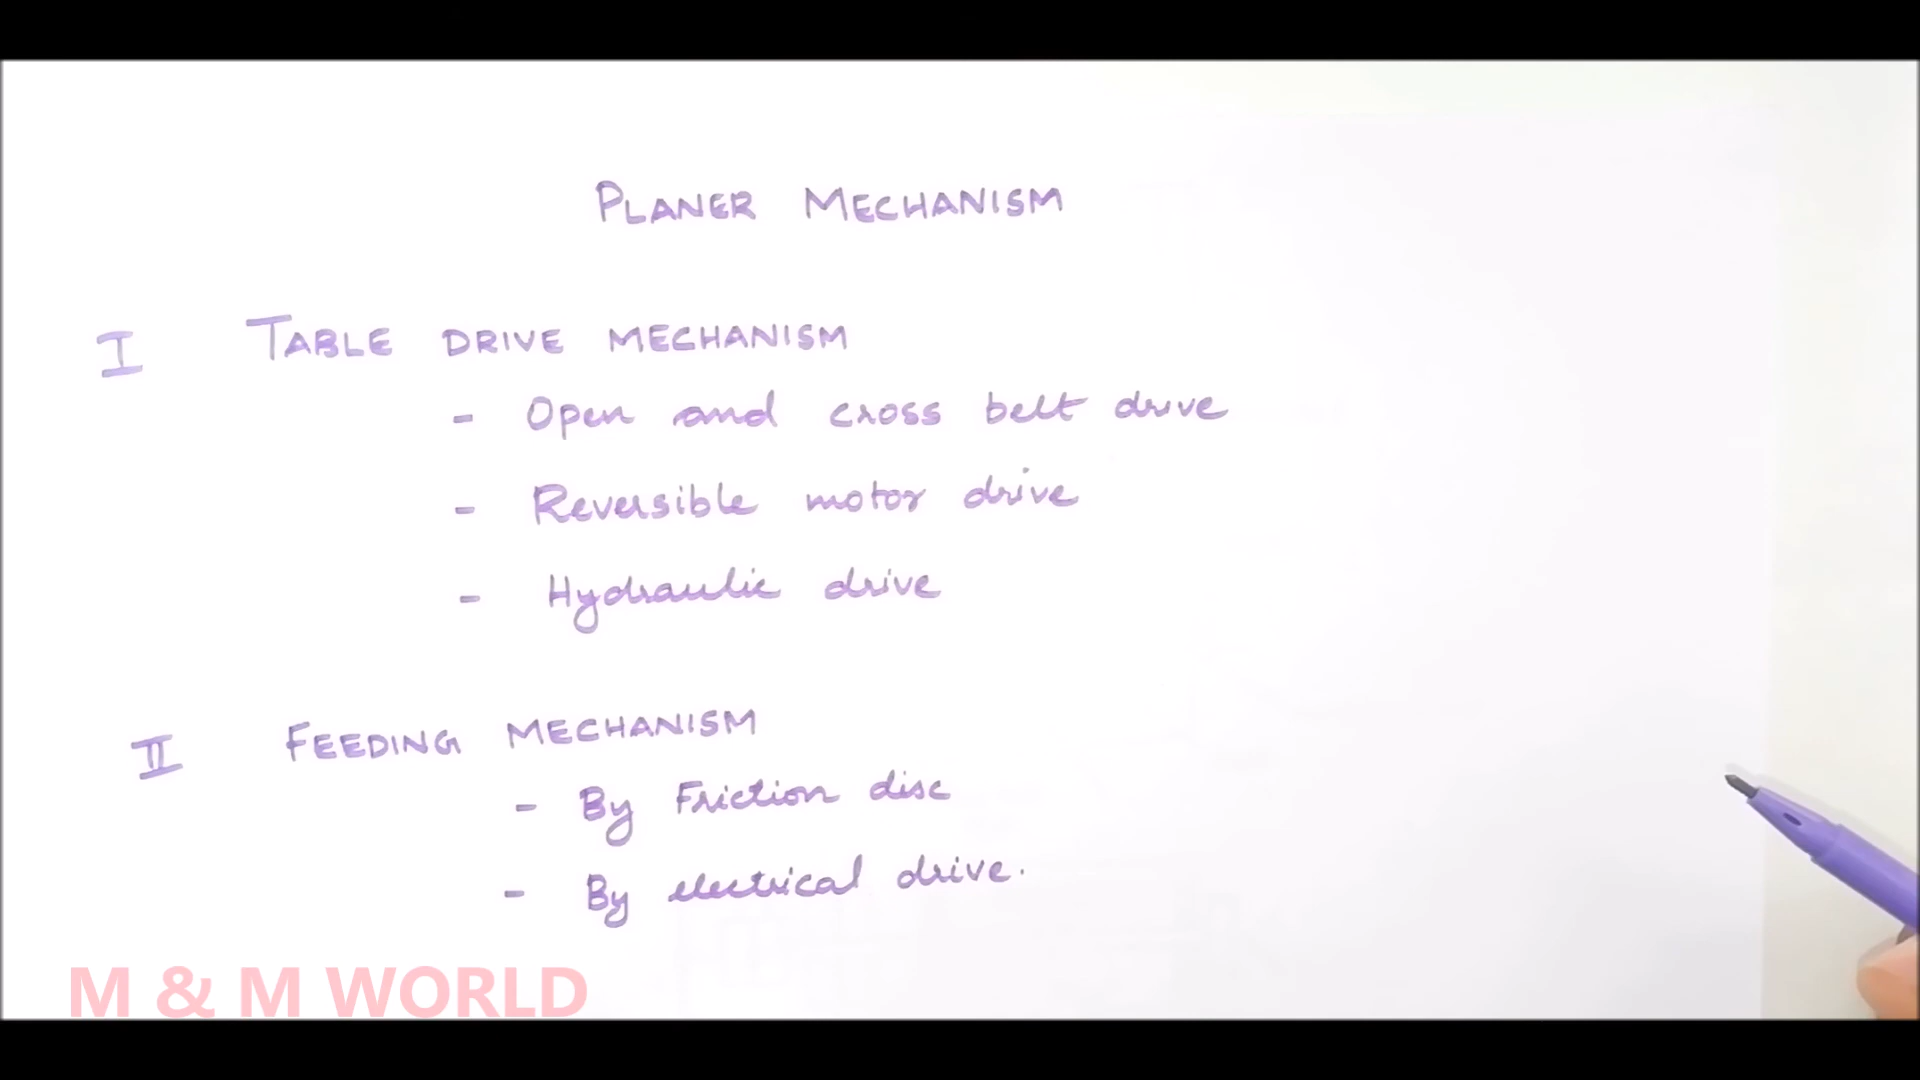 PLANER MECHANISM
I TABLE DRIVE MECHANISM
- Open and cross belt drive
- Reversible motor drive
- Hydraulic drive
II FEEDING MECHANISM
- By Friction disc
- By electrical drive.
M & M WORLD